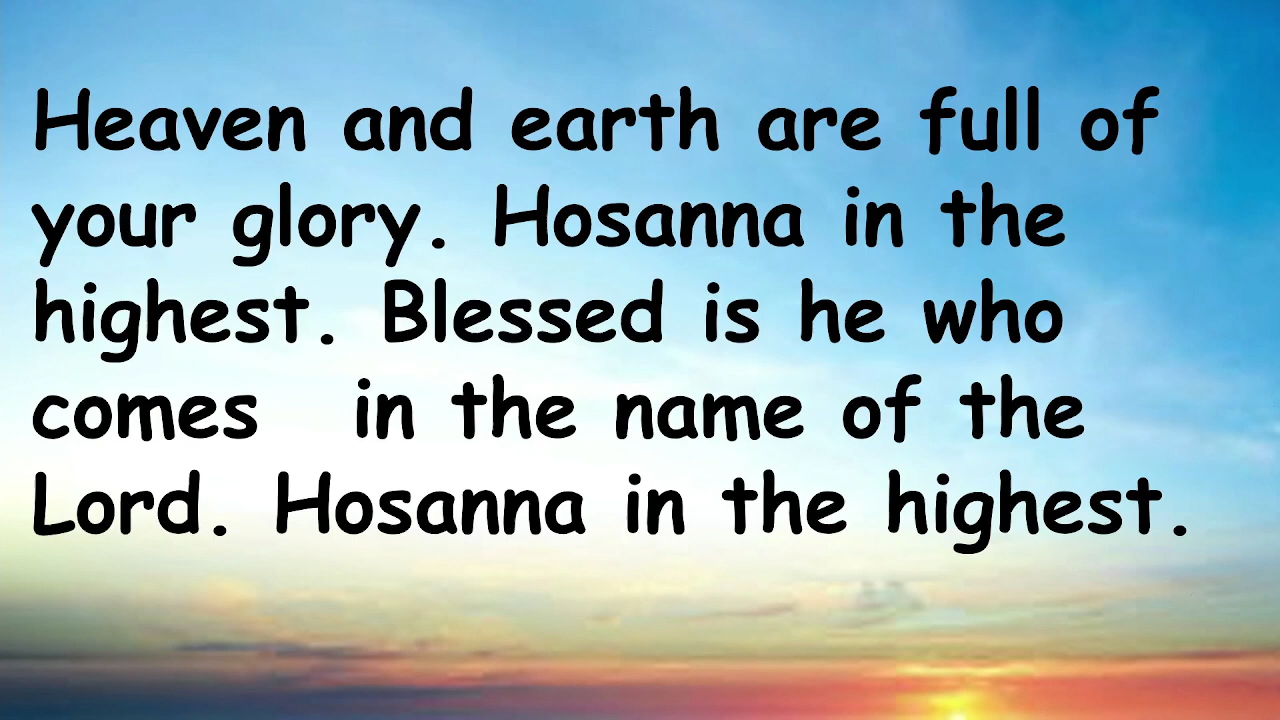 Heaven and earth are full of
your glory. Hosanna in the
highest. Blessed is he who
comes   in the name of the
Lord. Hosanna in the highest.